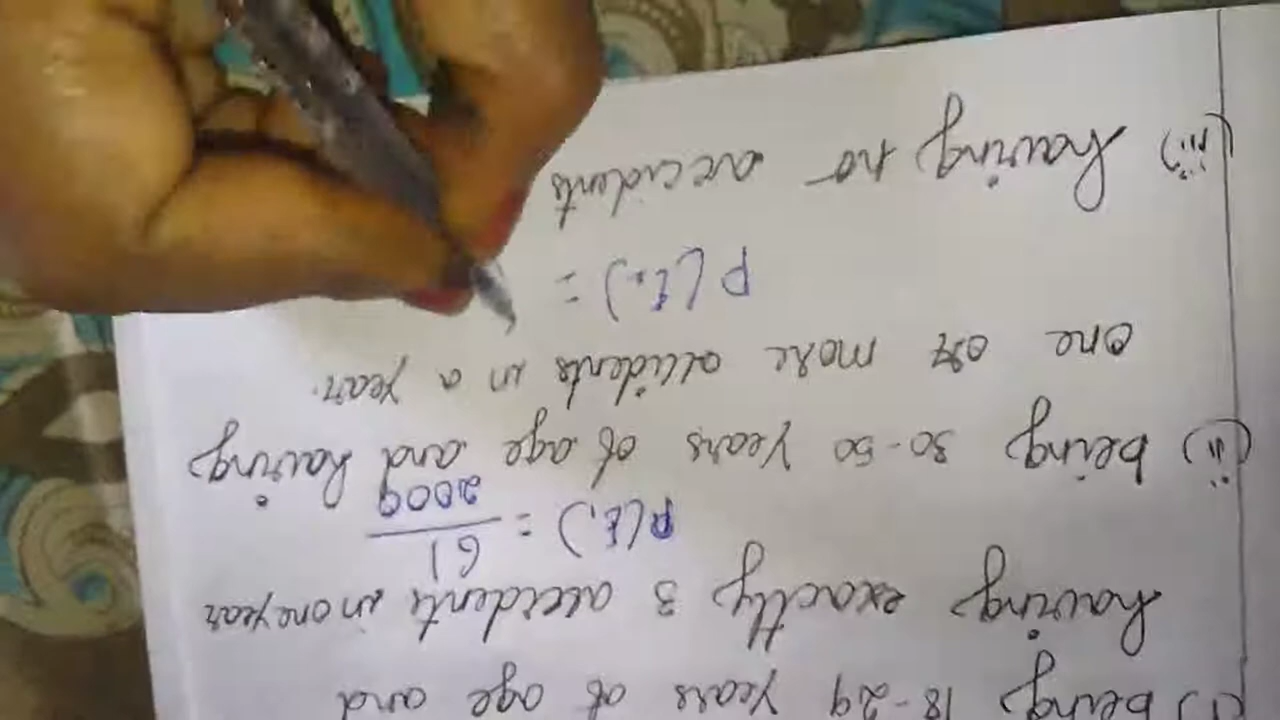 (i) being 18-29 years of age and
having exactly 3 accidents in one year
P(E₁) = 61/2009
(ii) being 30-50 years of age and having
one or more accidents in a year.
P(E₂) =
(iii) having no accidents